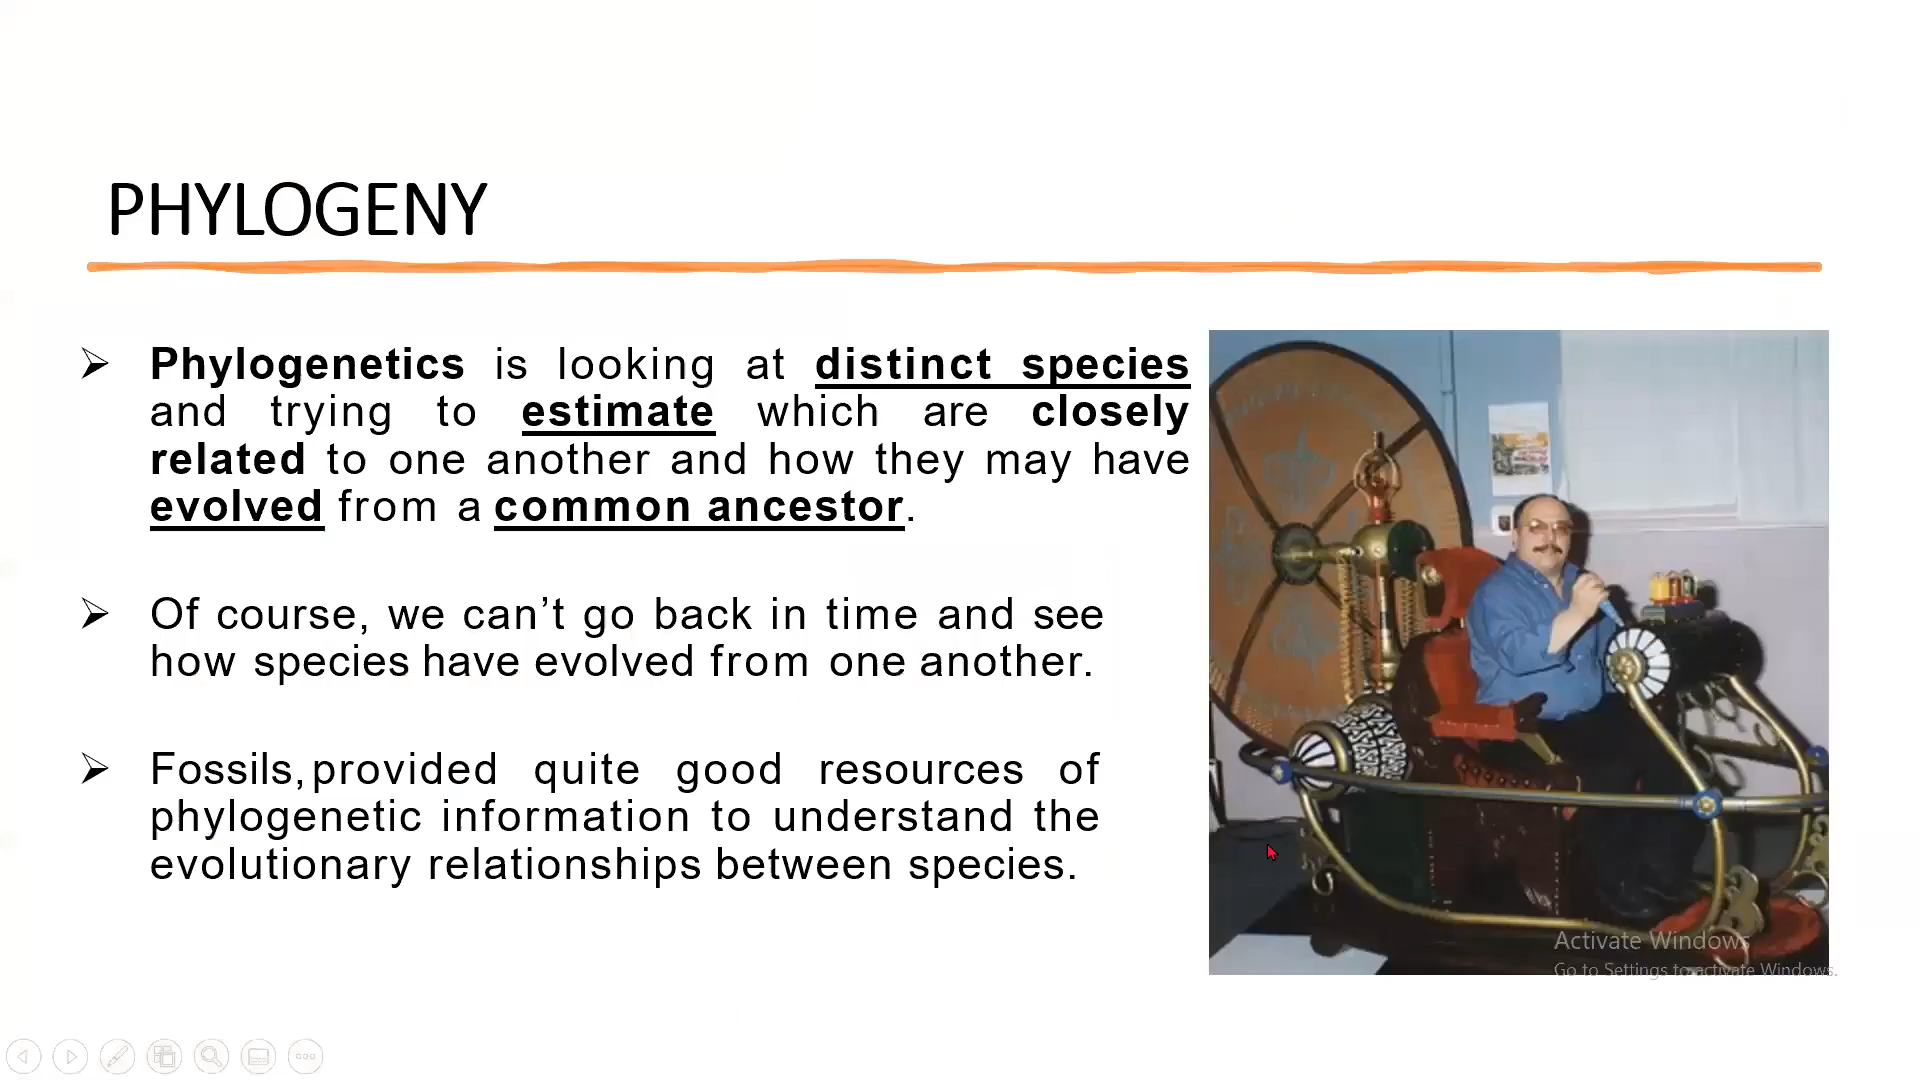 PHYLOGENY
Phylogenetics is looking at distinct species
and trying to estimate which are closely
related to one another and how they may have
evolved from a common ancestor.
Of course, we can’t go back in time and see
how species have evolved from one another.
Fossils, provided quite good resources of
phylogenetic information to understand the
evolutionary relationships between species.
Activate Windows
Go to Settings to activate Windows.